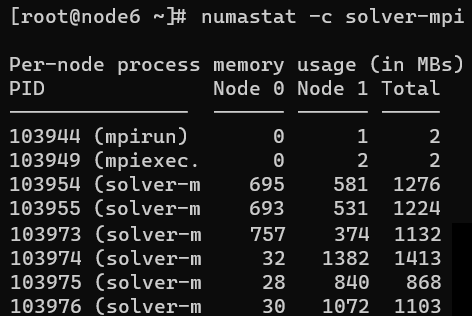 [root@node6 ~]# numastat -c solver-mpi
Per-node process memory usage (in MBs)
PID Node 0 Node 1 Total
103944 (mpirun) 0 1 2
103949 (mpiexec. 0 2 2
103954 (solver-m 695 581 1276
103955 (solver-m 693 531 1224
103973 (solver-m 757 374 1132
103974 (solver-m 32 1382 1413
103975 (solver-m 28 840 868
103976 (solver-m 30 1072 1103